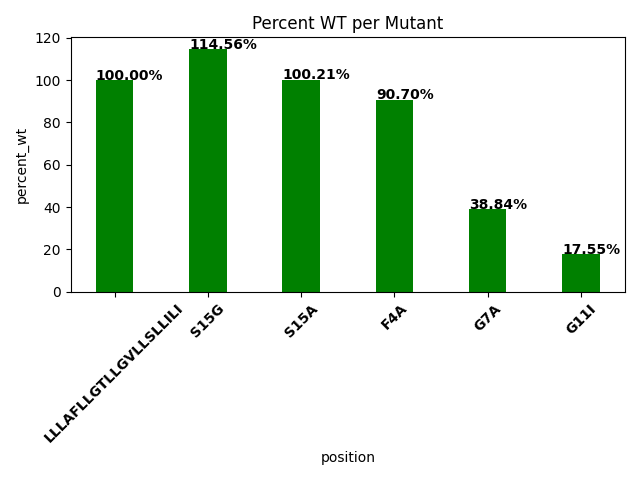 Percent WT per Mutant
percent_wt
120
100
80
60
40
20
0
100.00%
114.56%
100.21%
90.70%
38.84%
17.55%
LLLAFLLGTLLGVLLSLLILI
S15G
S15A
F4A
G7A
G11I
position